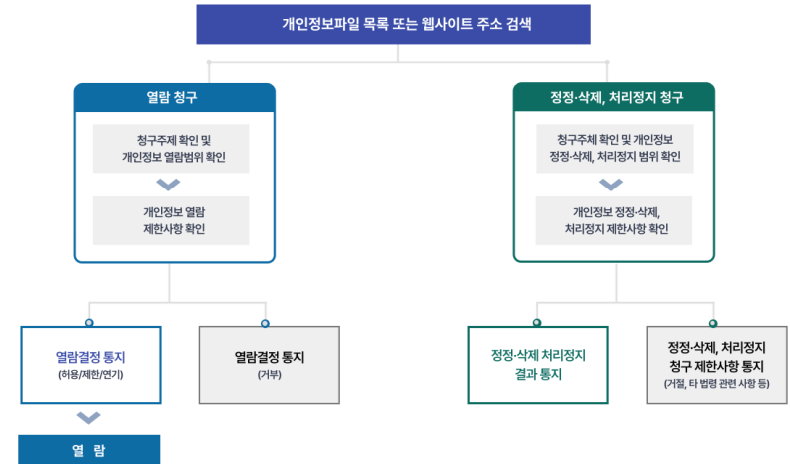 개인정보파일 목록 또는 웹사이트 주소 검색
열람 청구
청구주제 확인 및
개인정보 열람범위 확인
개인정보 열람
제한사항 확인
정정·삭제, 처리정지 청구
청구주체 확인 및 개인정보
정정·삭제, 처리정지 범위 확인
개인정보 정정·삭제,
처리정지 제한사항 확인
열람결정 통지
(허용/제한/연기)
열람결정 통지
(거부)
정정·삭제 처리정지
결과 통지
정정·삭제, 처리정지
청구 제한사항 통지
(거절, 타 법령 관련 사항 등)
열 람